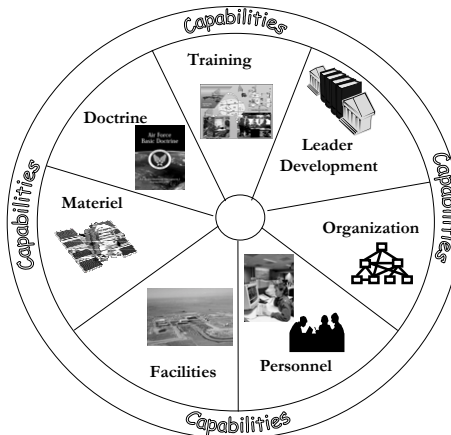 Capabilities
Training
Doctrine
Air Force
Basic Doctrine
Leader
Development
Capabilities
Capabilities
Materiel
Organization
Facilities
Personnel
Capabilities